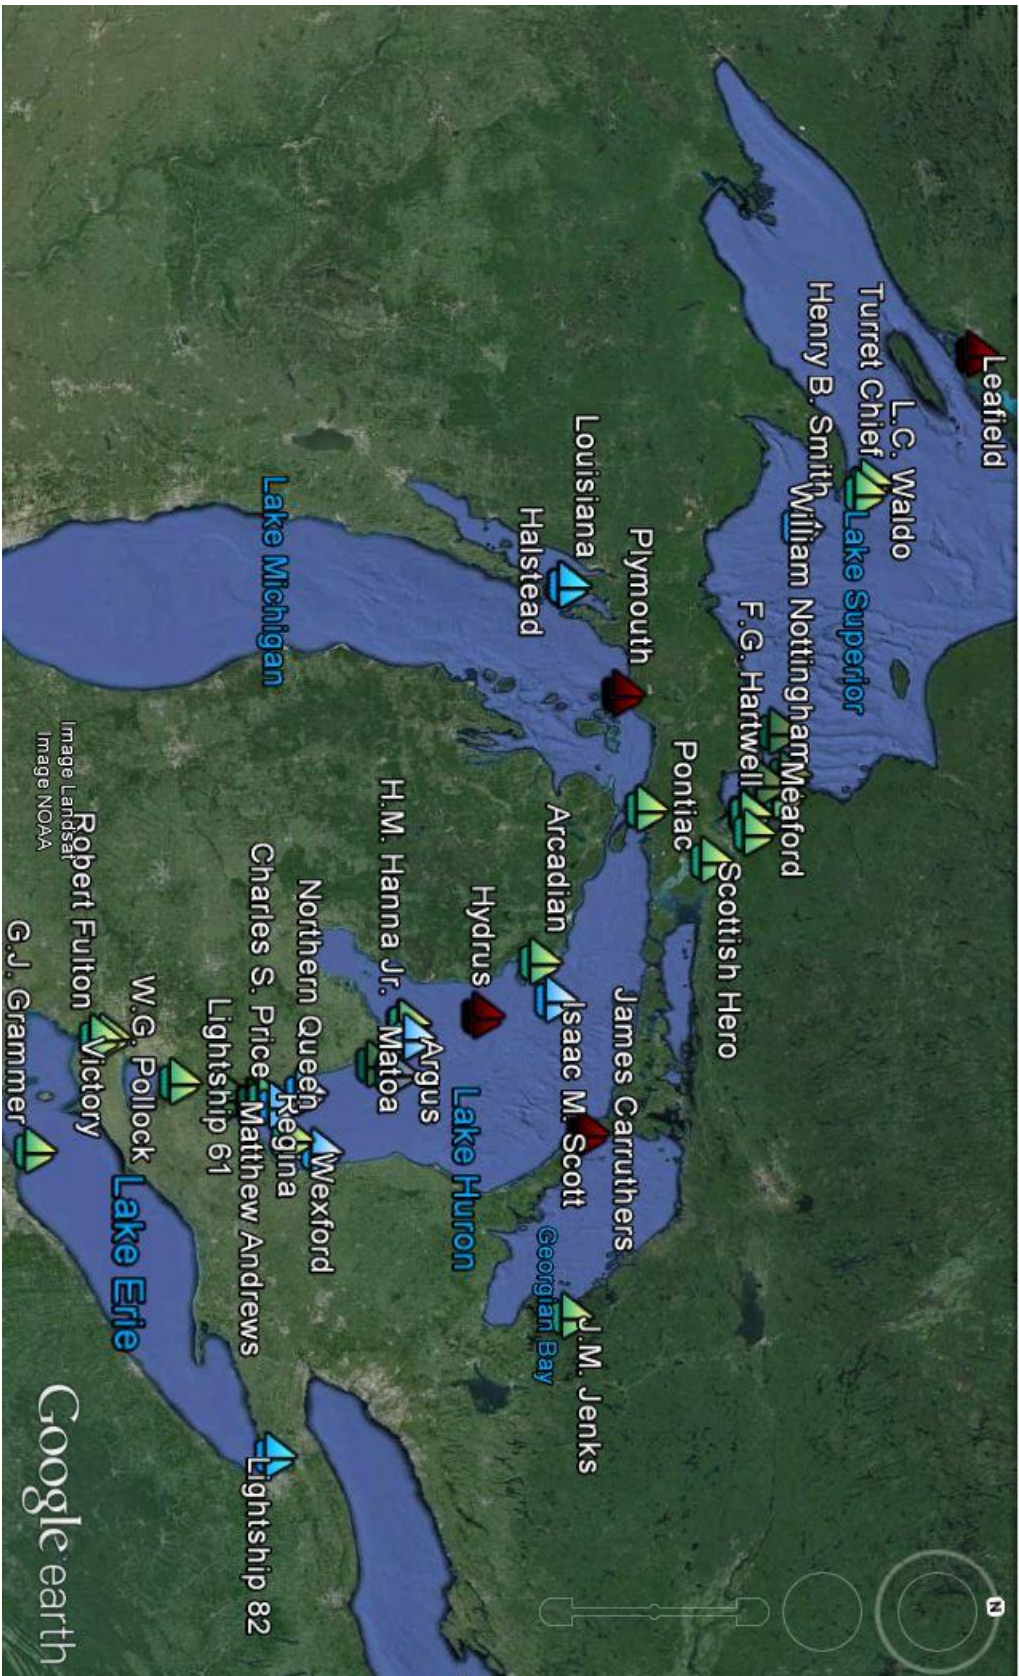 Leafield
L.C. Waldo
Turret Chief
Lake Superior
Henry B. Smith
William Nottingham
Meaford
F.G. Hartwell
Scottish Hero
Pontiac
Plymouth
Louisiana
Halstead
James Carruthers
J.M. Jenks
Isaac M. Scott
Arcadian
Georgian Bay
Hydrus
Lake Huron
Argus
H.M. Hanna Jr.
Matoa
Northern Queen
Wexford
Lake Michigan
Regina
Charles S. Price
Matthew Andrews
Lightship 82
Lightship 61
W.G. Pollock
Lake Erie
Robert Fulton
Victory
G.J. Grammer
Image Landsat
Image NOAA
Google earth
N